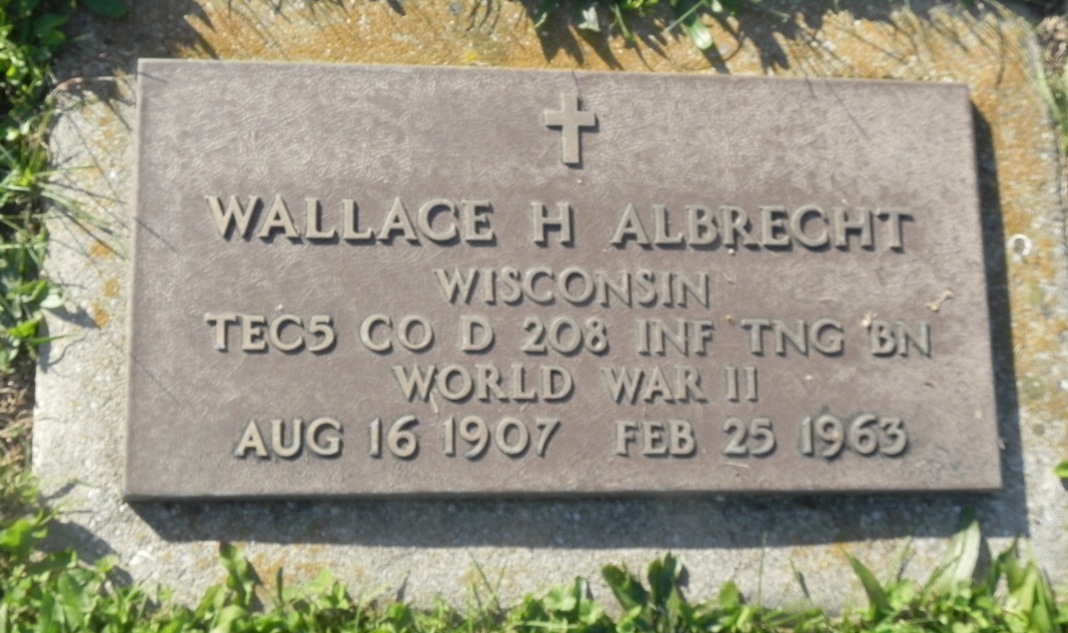 WALLACE H ALBRECHT
WISCONSIN
TEC5 CO D 208 INF TNG BN
WORLD WAR II
AUG 16 1907 FEB 25 1963